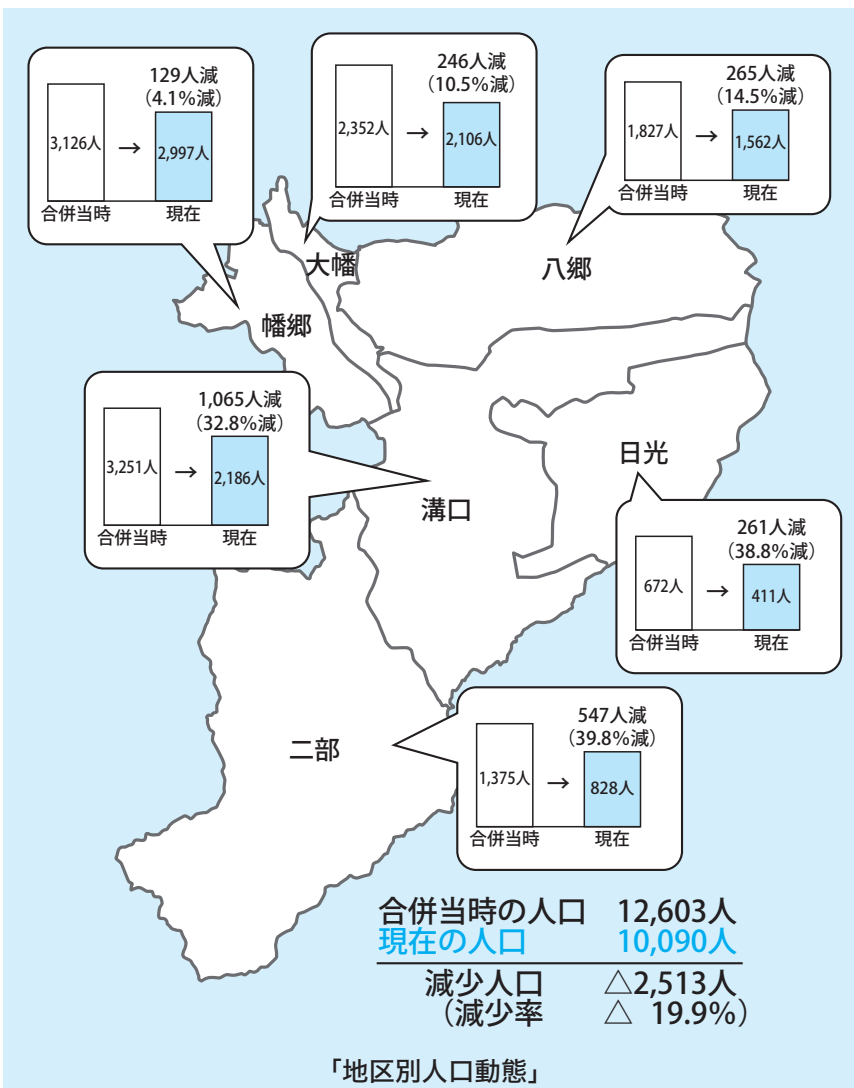 129人減
(4.1%減)
3,126人
→
2,997人
合併当時
現在
246人減
(10.5%減)
2,352人
→
2,106人
合併当時
現在
265人減
(14.5%減)
1,827人
→
1,562人
合併当時
現在
大幡
八郷
幡郷
1,065人減
(32.8%減)
3,251人
→
2,186人
合併当時
現在
日光
溝口
261人減
(38.8%減)
672人
→
411人
合併当時
現在
547人減
(39.8%減)
1,375人
→
828人
合併当時
現在
二部
合併当時の人口 12,603人
現在の人口 10,090人
減少人口 △2,513人
(減少率 △ 19.9%)
「地区別人口動態」